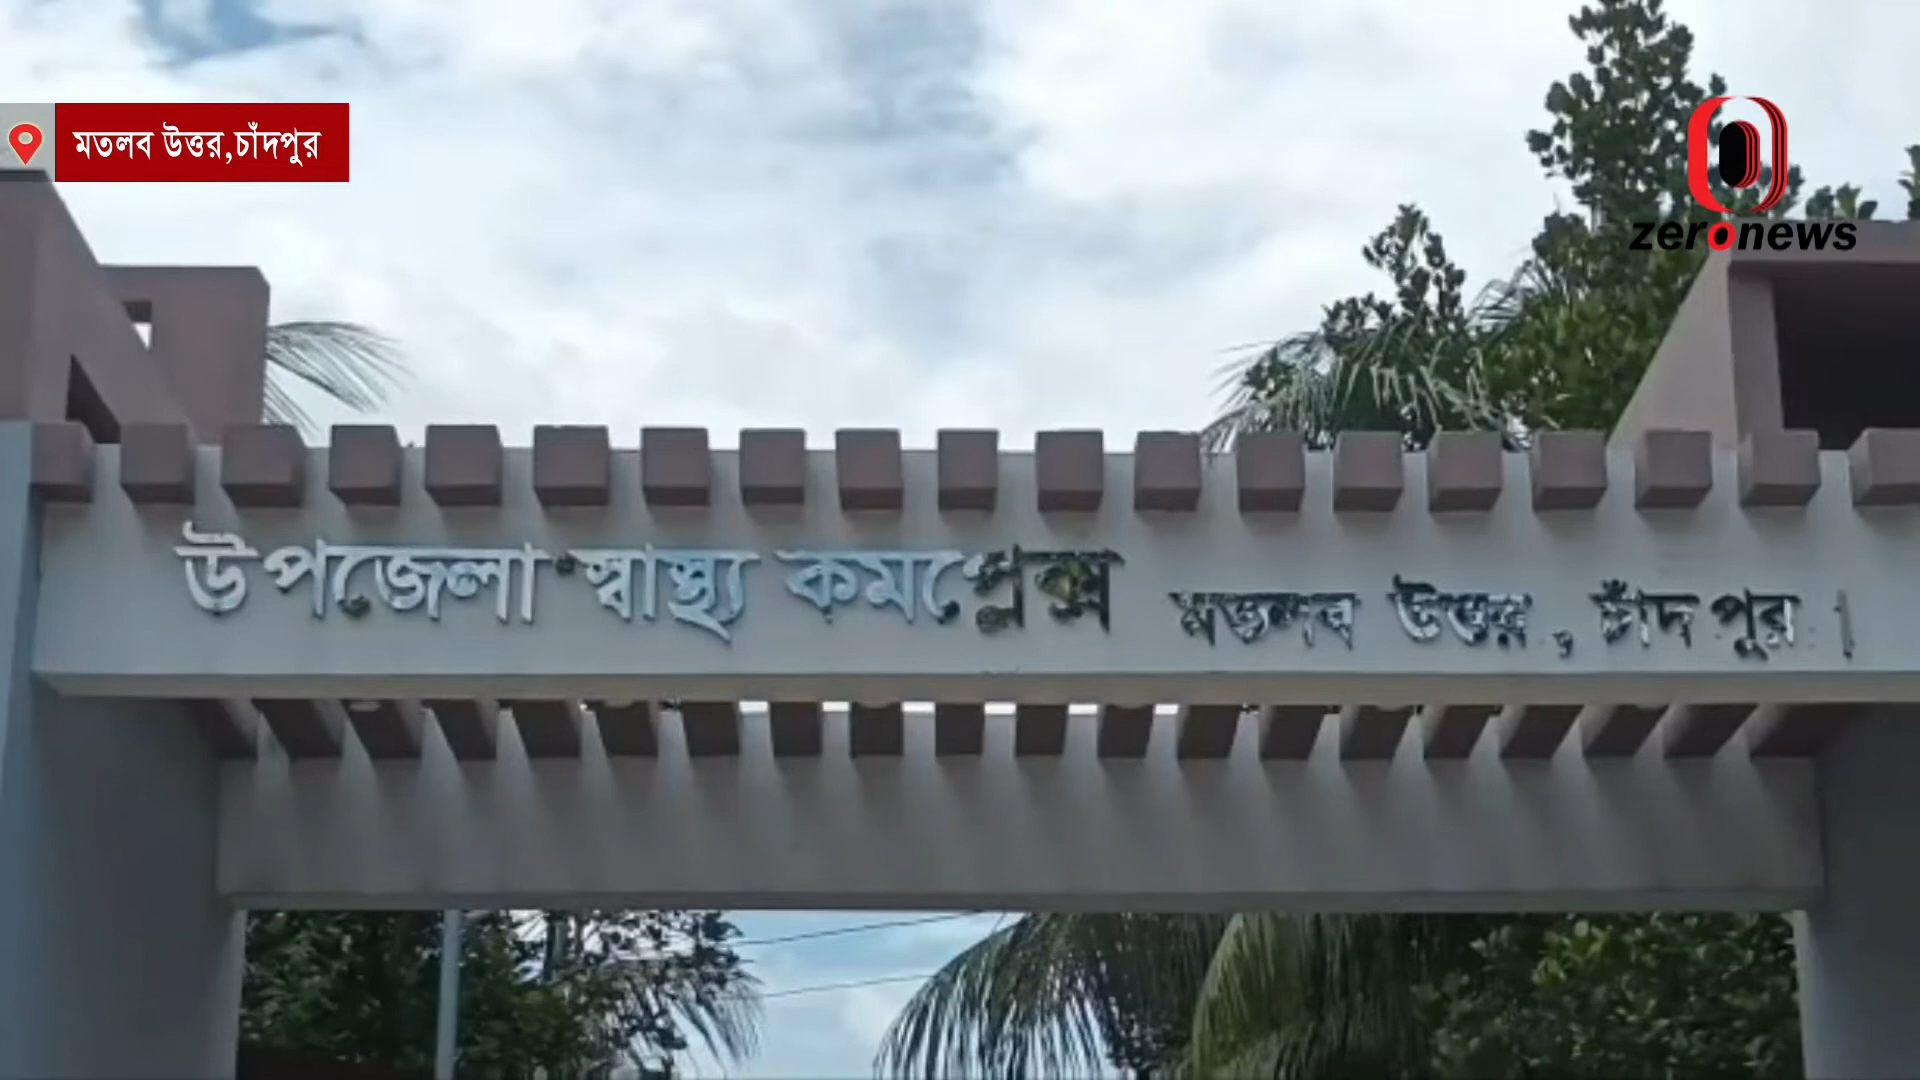 মতলব উত্তর,চাঁদপুর
zeronews
উপজেলা স্বাস্থ্য কমপ্লেক্স মতলব উত্তর, চাঁদপুর।